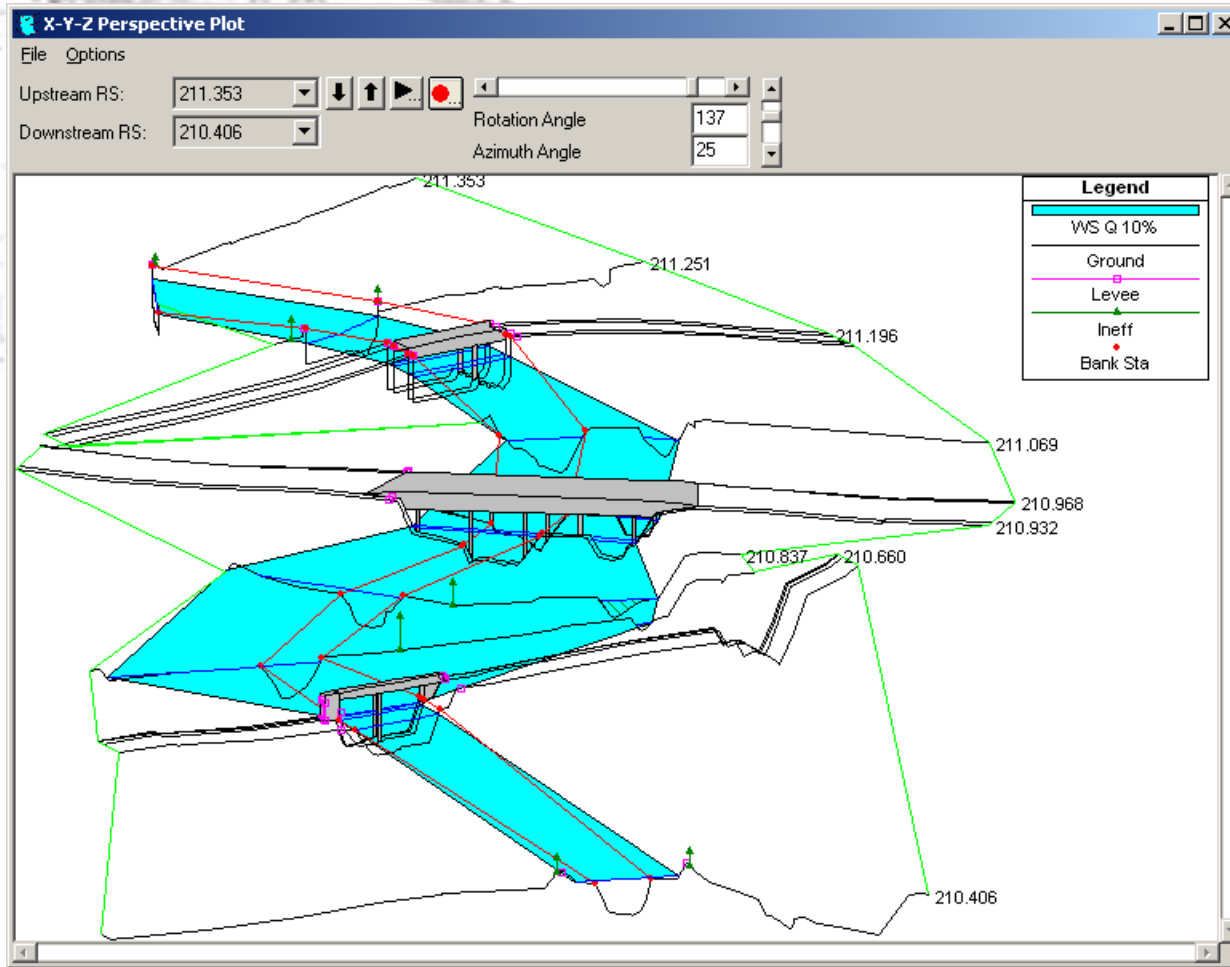 X-Y-Z Perspective Plot
File Options
Upstream RS: 211.353
Downstream RS: 210.406
Rotation Angle 137
Azimuth Angle 25
211.353
211.251
211.196
211.069
210.968
210.932
210.837
210.660
210.406
Legend
WS Q 10%
Ground
Levee
Ineff
Bank Sta